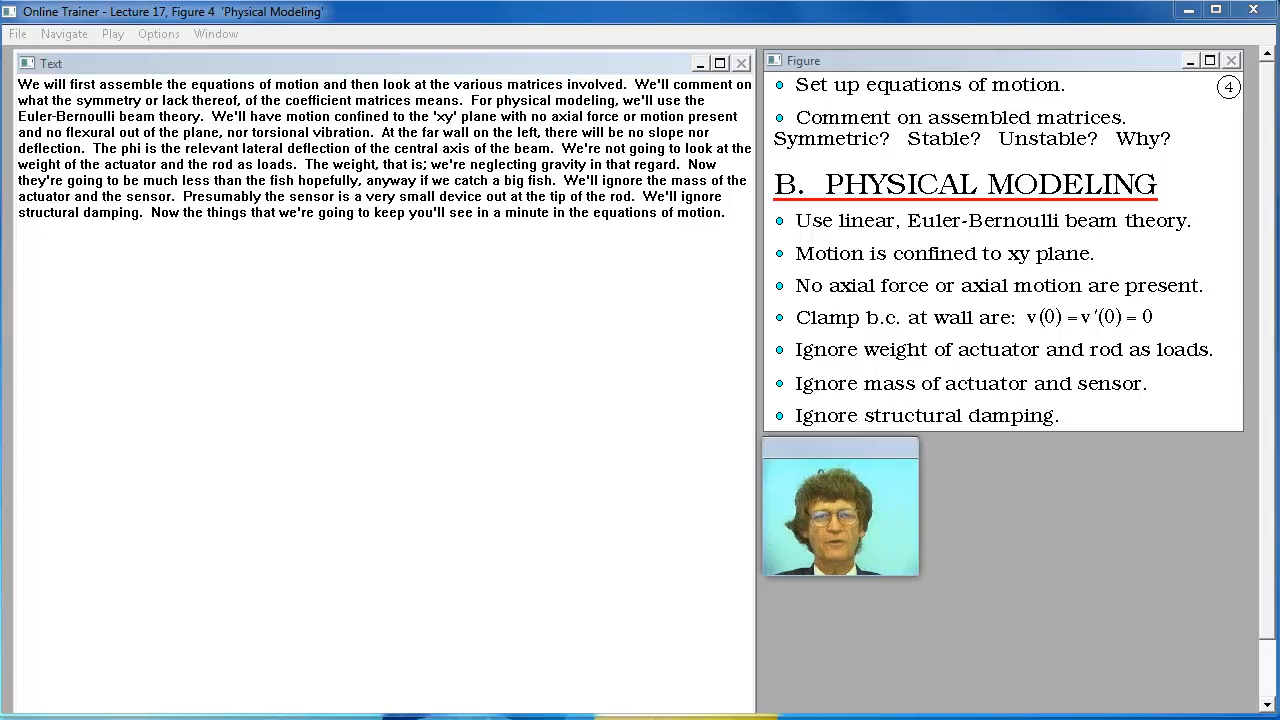 Online Trainer - Lecture 17, Figure 4 'Physical Modeling'
File Navigate Play Options Window
Text
We will first assemble the equations of motion and then look at the various matrices involved. We'll comment on
what the symmetry or lack thereof, of the coefficient matrices means. For physical modeling, we'll use the
Euler-Bernoulli beam theory. We'll have motion confined to the 'xy' plane with no axial force or motion present
and no flexural out of the plane, nor torsional vibration. At the far wall on the left, there will be no slope nor
deflection. The phi is the relevant lateral deflection of the central axis of the beam. We're not going to look at the
weight of the actuator and the rod as loads. The weight, that is; we're neglecting gravity in that regard. Now
they're going to be much less than the fish hopefully, anyway if we catch a big fish. We'll ignore the mass of the
actuator and the sensor. Presumably the sensor is a very small device out at the tip of the rod. We'll ignore
structural damping. Now the things that we're going to keep you'll see in a minute in the equations of motion.
Figure
• Set up equations of motion.
4
• Comment on assembled matrices.
Symmetric? Stable? Unstable? Why?
B. PHYSICAL MODELING
• Use linear, Euler-Bernoulli beam theory.
• Motion is confined to xy plane.
• No axial force or axial motion are present.
• Clamp b.c. at wall are: v(0) = v'(0) = 0
• Ignore weight of actuator and rod as loads.
• Ignore mass of actuator and sensor.
• Ignore structural damping.